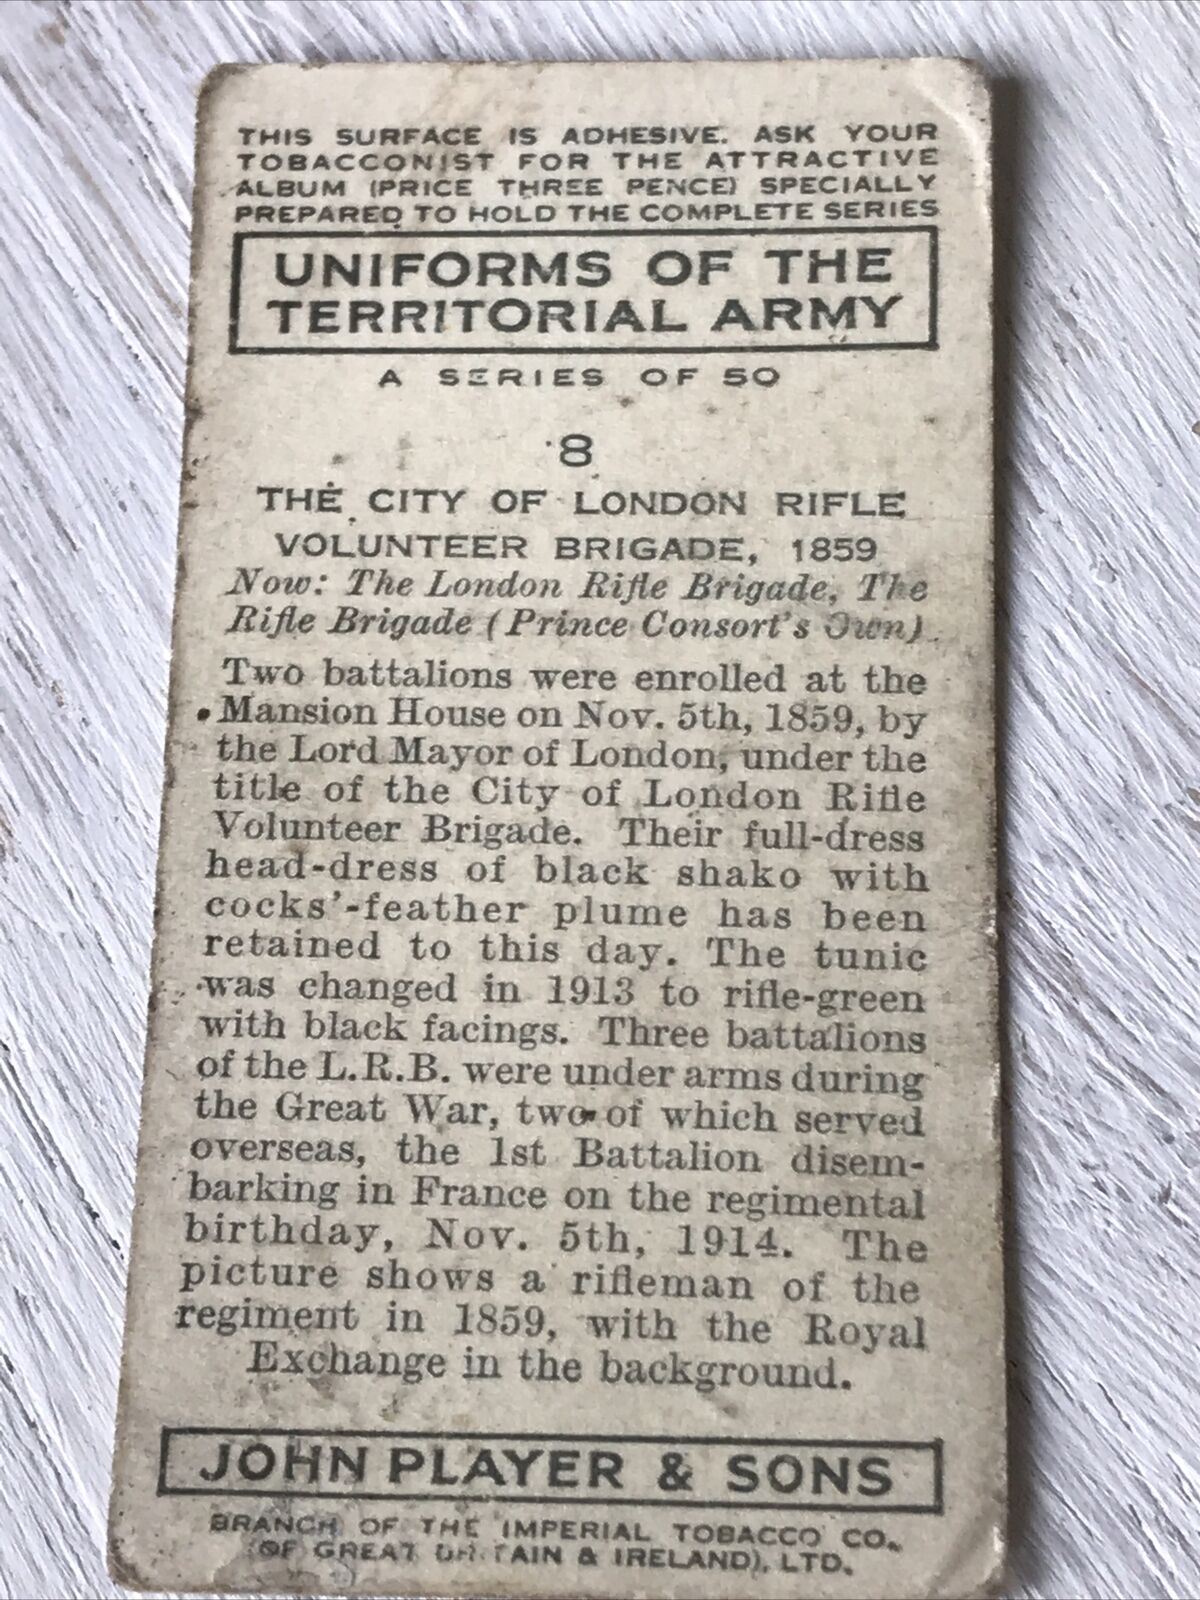 THIS SURFACE IS ADHESIVE. ASK YOUR
TOBACCONIST FOR THE ATTRACTIVE
ALBUM (PRICE THREE PENCE) SPECIALLY
PREPARED TO HOLD THE COMPLETE SERIES
UNIFORMS OF THE
TERRITORIAL ARMY
A SERIES OF 50
8
THE CITY OF LONDON RIFLE
VOLUNTEER BRIGADE, 1859
Now: The London Rifle Brigade, The
Rifle Brigade (Prince Consort's Own)
Two battalions were enrolled at the
Mansion House on Nov. 5th, 1859, by
the Lord Mayor of London, under the
title of the City of London Rifle
Volunteer Brigade. Their full-dress
head-dress of black shako with
cocks'-feather plume has been
retained to this day. The tunic
was changed in 1913 to rifle-green
with black facings. Three battalions
of the L.R.B. were under arms during
the Great War, two of which served
overseas, the 1st Battalion disem-
barking in France on the regimental
birthday, Nov. 5th, 1914. The
picture shows a rifleman of the
regiment in 1859, with the Royal
Exchange in the background.
JOHN PLAYER & SONS
BRANCH OF THE IMPERIAL TOBACCO CO.
(OF GREAT BRITAIN & IRELAND), LTD.